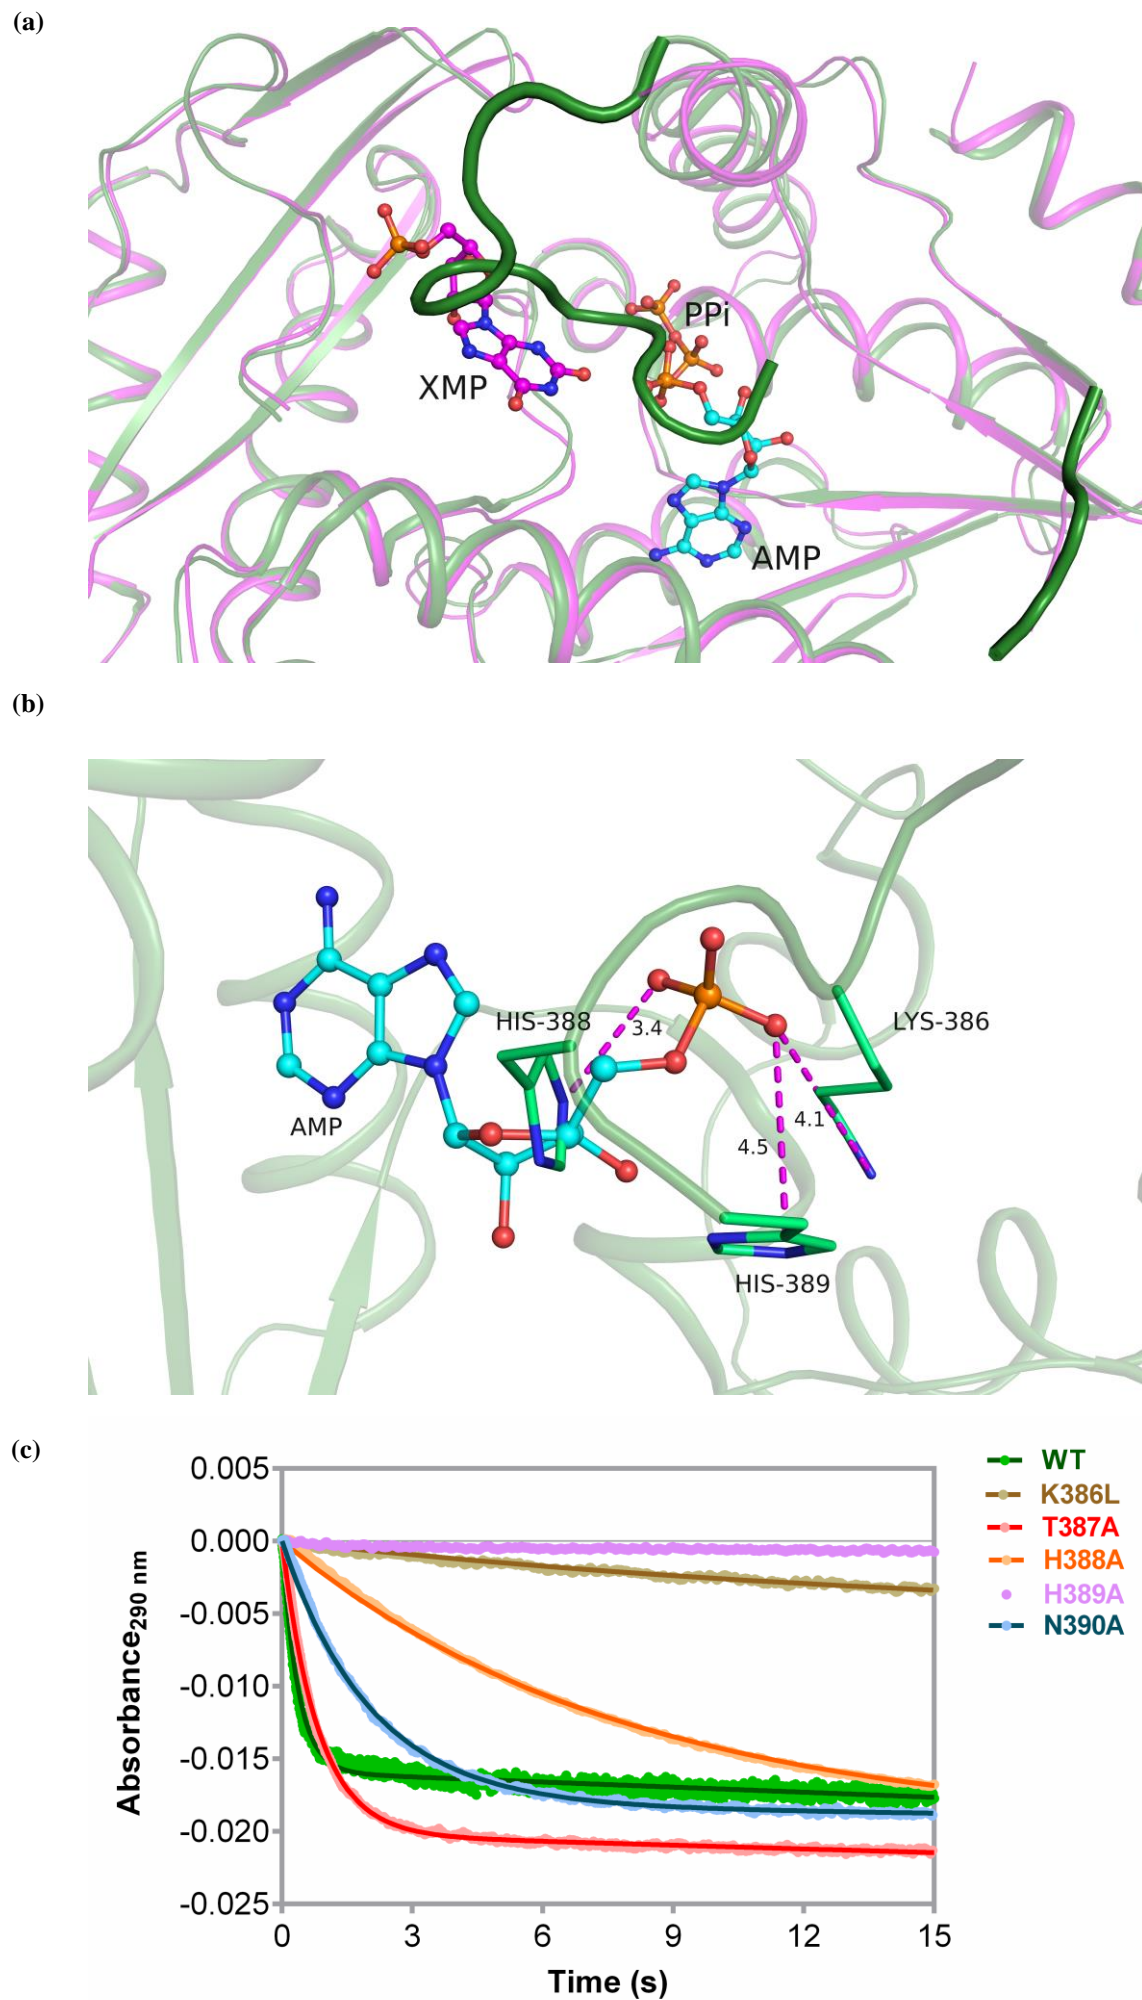 (a)
PPi
XMP
AMP
(b)
HIS-388
3.4
LYS-386
AMP
4.5
4.1
HIS-389
(c)
WT
K386L
T387A
H388A
H389A
N390A
0.005
0.000
-0.005
-0.010
-0.015
-0.020
-0.025
Absorbance290 nm
0 3 6 9 12 15
Time (s)